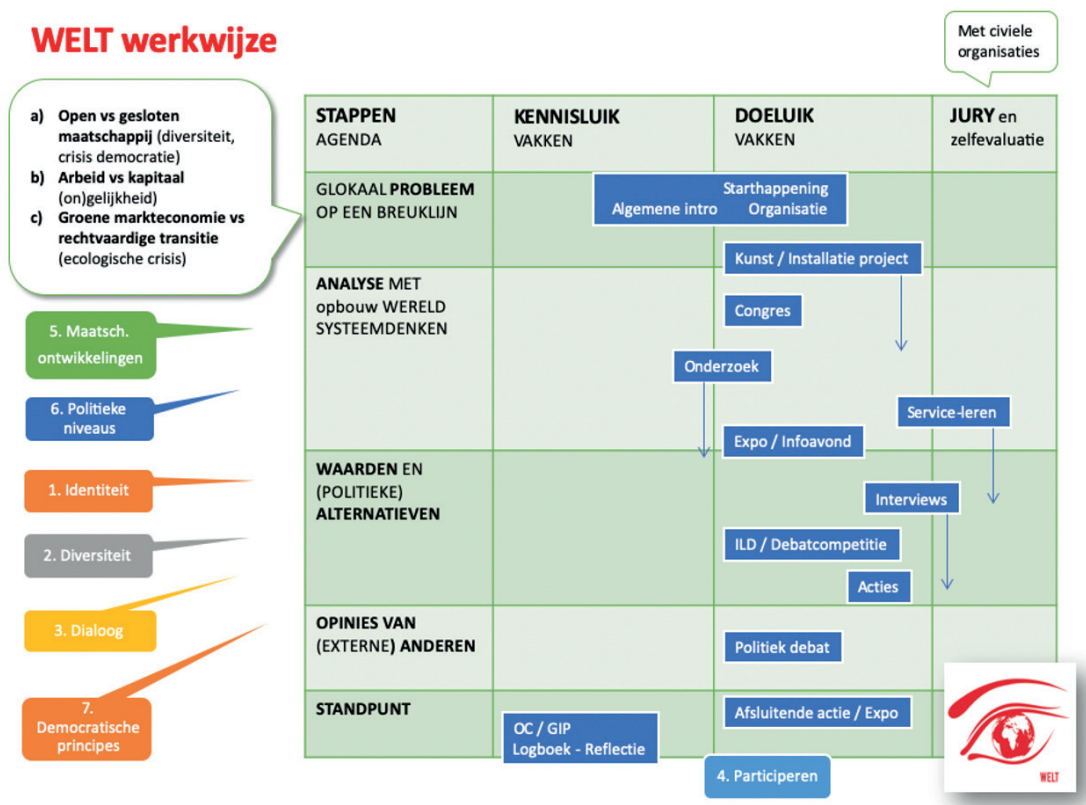 WELT werkwijze
Met civiele
organisaties
a) Open vs gesloten
maatschappij (diversiteit,
crisis democratie)
b) Arbeid vs kapitaal
(on)gelijkheid)
c) Groene markteconomie vs
rechtvaardige transitie
(ecologische crisis)
STAPPEN
AGENDA
KENNISLUIK
VAKKEN
DOELUIK
VAKKEN
JURY en
zelfevaluatie
GLOKAAL PROBLEEM
OP EEN BREUKLIJN
Starthappening
Algemene intro Organisatie
Kunst / Installatie project
ANALYSE MET
opbouw WERELD
SYSTEEMDENKEN
Congres
Onderzoek
Service-leren
Expo / Infoavond
WAARDEN EN
(POLITIEKE)
ALTERNATIEVEN
Interviews
ILD / Debatcompetitie
Acties
OPINIES VAN
(EXTERNE) ANDEREN
Politiek debat
STANDPUNT
Afsluitende actie / Expo
OC / GIP
Logboek - Reflectie
4. Participeren
5. Maatsch.
ontwikkelingen
6. Politieke
niveaus
1. Identiteit
2. Diversiteit
3. Dialoog
7.
Democratische
principes
WELT